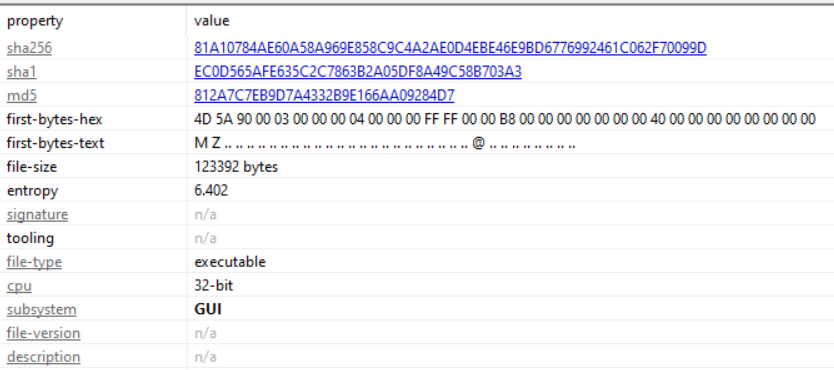 property value
sha256 81A10784AE60A58A969E858C9C4A2AE0D4EBE46E9BD6776992461C062F70099D
sha1 EC0D565AFE635C2C7863B2A05DF8A49C58B703A3
md5 812A7C7EB9D7A4332B9E166AA09284D7
first-bytes-hex 4D 5A 90 00 03 00 00 00 04 00 00 00 FF FF 00 00 B8 00 00 00 00 00 00 00 40 00 00 00 00 00 00 00
first-bytes-text M Z .. .. .. .. .. .. .. .. .. .. .. .. .. .. .. .. .. .. .. .. .. .. @ .. .. .. .. .. .. ..
file-size 123392 bytes
entropy 6.402
signature n/a
tooling n/a
file-type executable
cpu 32-bit
subsystem GUI
file-version n/a
description n/a